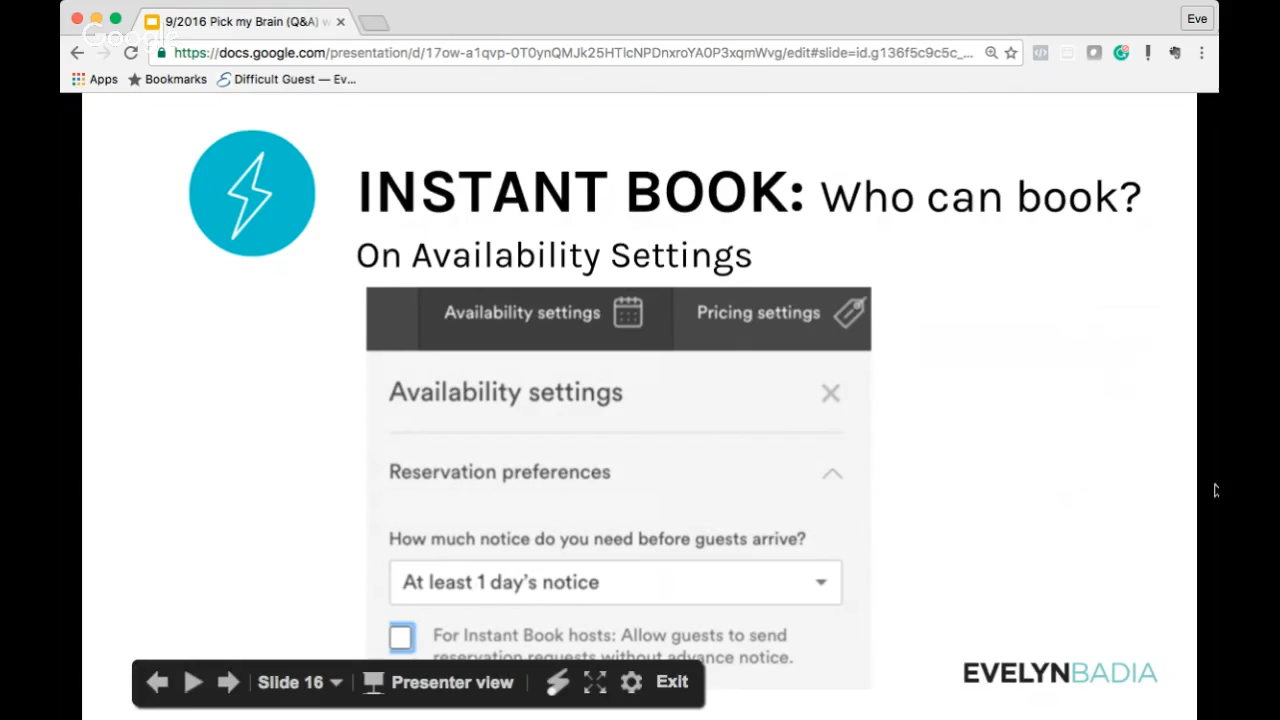 9/2016 Pick my Brain (Q&A) w
Eve
Google
https://docs.google.com/presentation/d/17ow-a1qvp-0T0ynQMJk25HTlcNPDnxroYA0P3xqmWvg/edit#slide=id.g136f5c9c5c_...
Apps Bookmarks Difficult Guest — Ev...
INSTANT BOOK: Who can book?
On Availability Settings
Availability settings Pricing settings
Availability settings
Reservation preferences
How much notice do you need before guests arrive?
At least 1 day's notice
For Instant Book hosts: Allow guests to send
reservation requests without advance notice.
Slide 16 Presenter view Exit
EVELYNBADIA